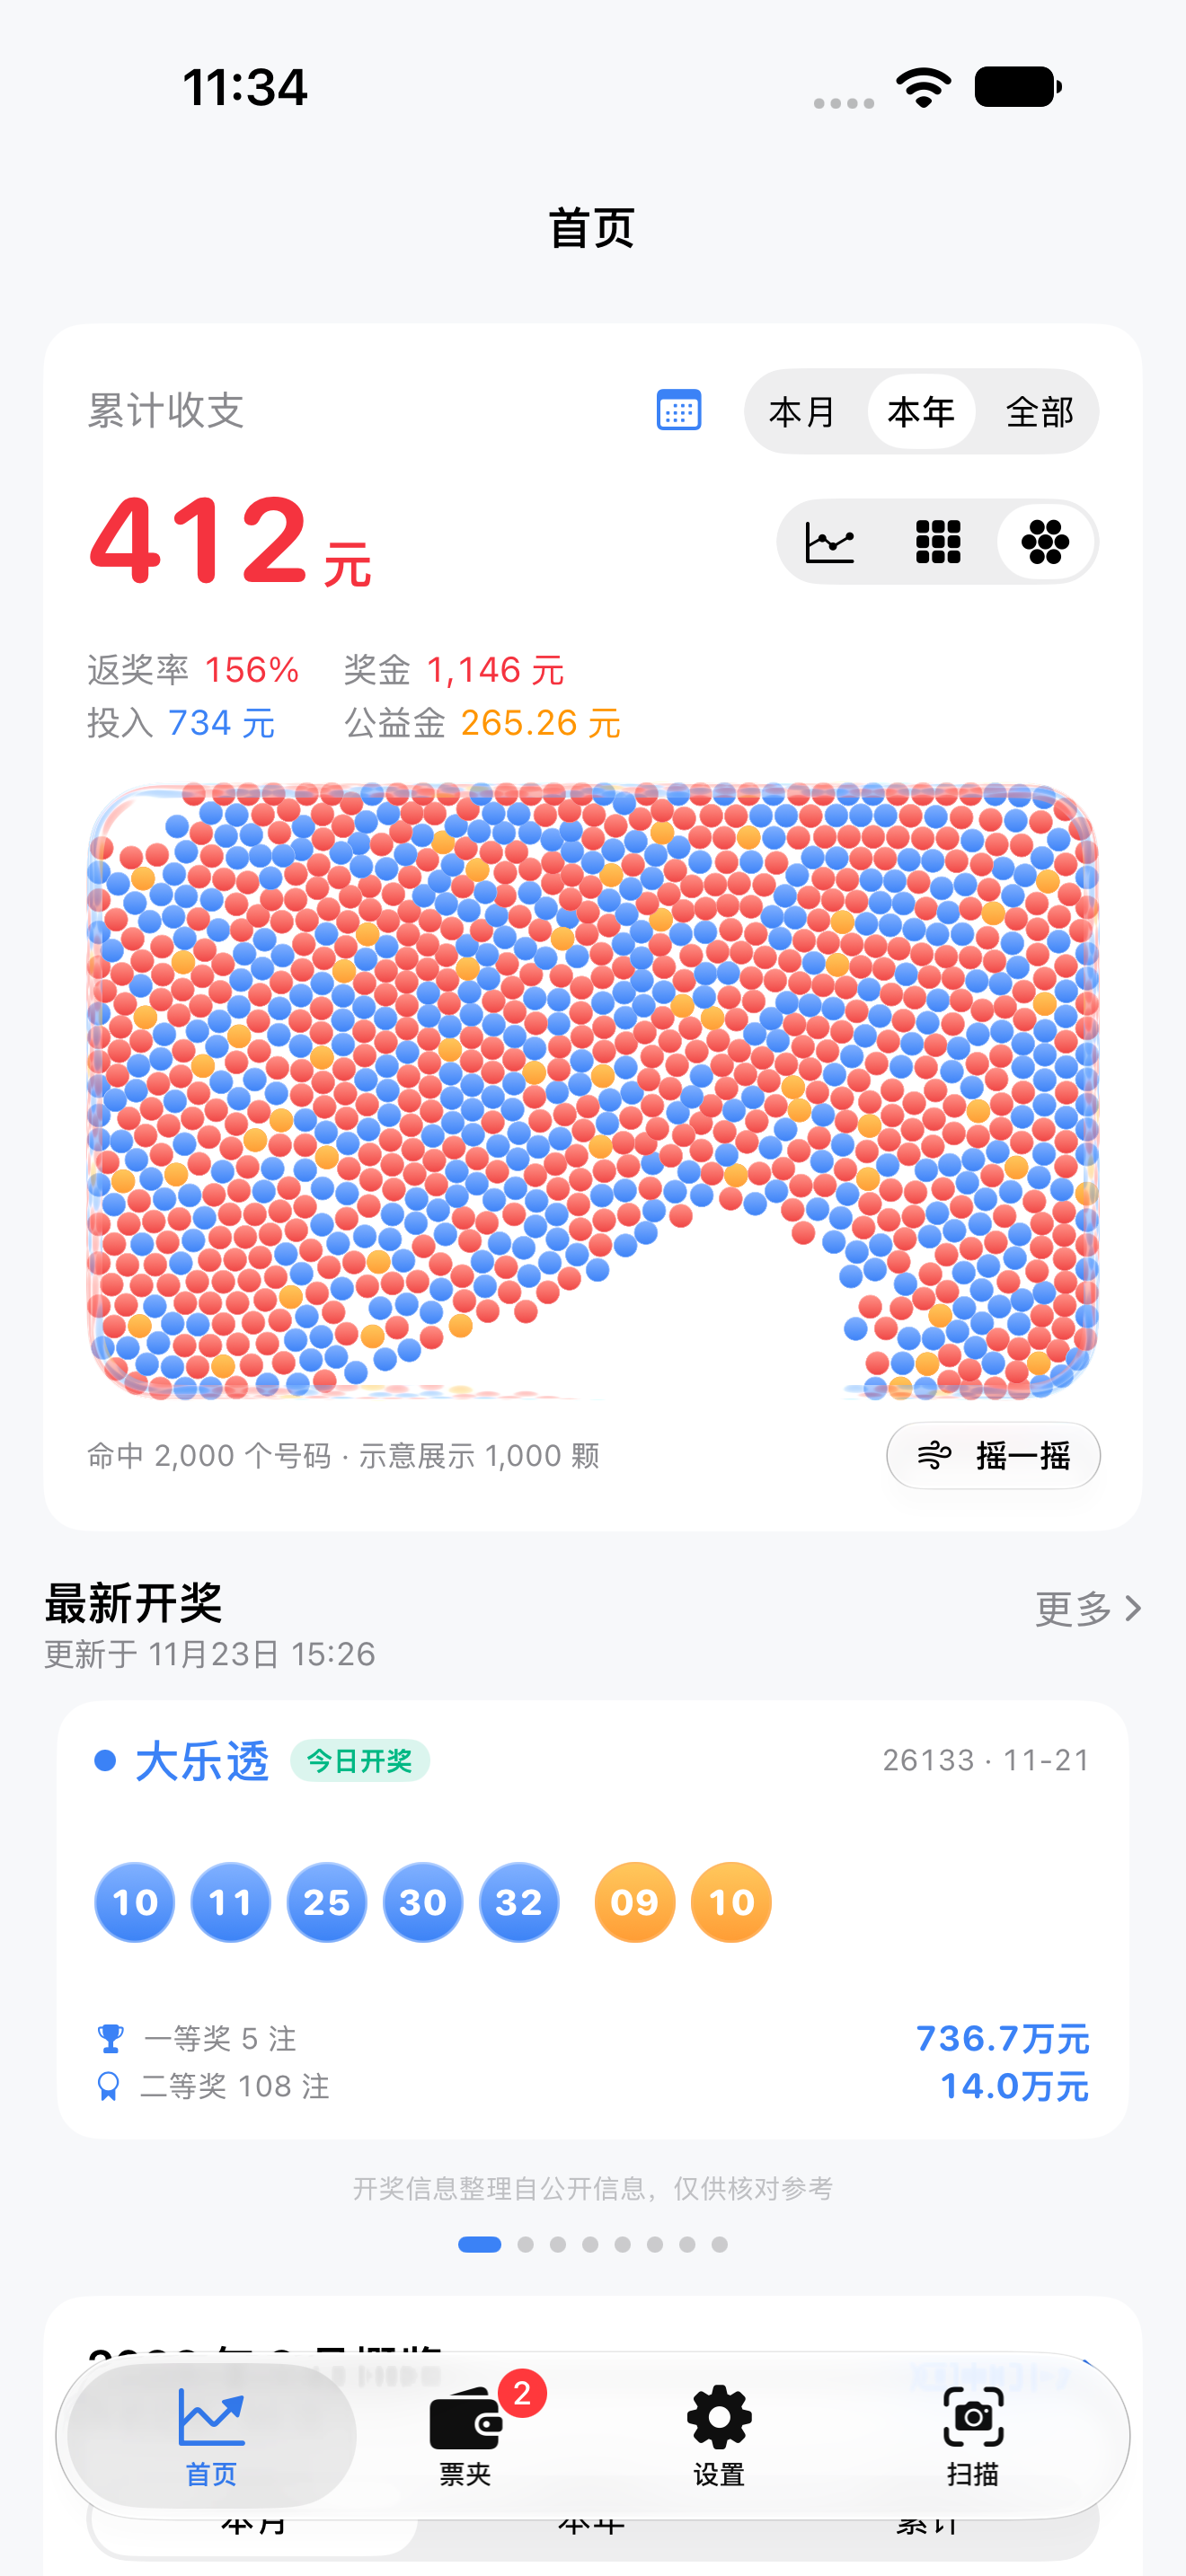 11:34
首页
累计收支
本月 本年 全部
412 元
返奖率 156% 奖金 1,146 元
投入 734 元 公益金 265.26 元
命中 2,000 个号码 · 示意展示 1,000 颗
摇一摇
最新开奖
更多
更新于 11月23日 15:26
大乐透 今日开奖 26133 · 11-21
10 11 25 30 32 09 10
一等奖 5 注 736.7万元
二等奖 108 注 14.0万元
开奖信息整理自公开信息，仅供核对参考
2
首页 票夹 设置 扫描
本月 本年 累计